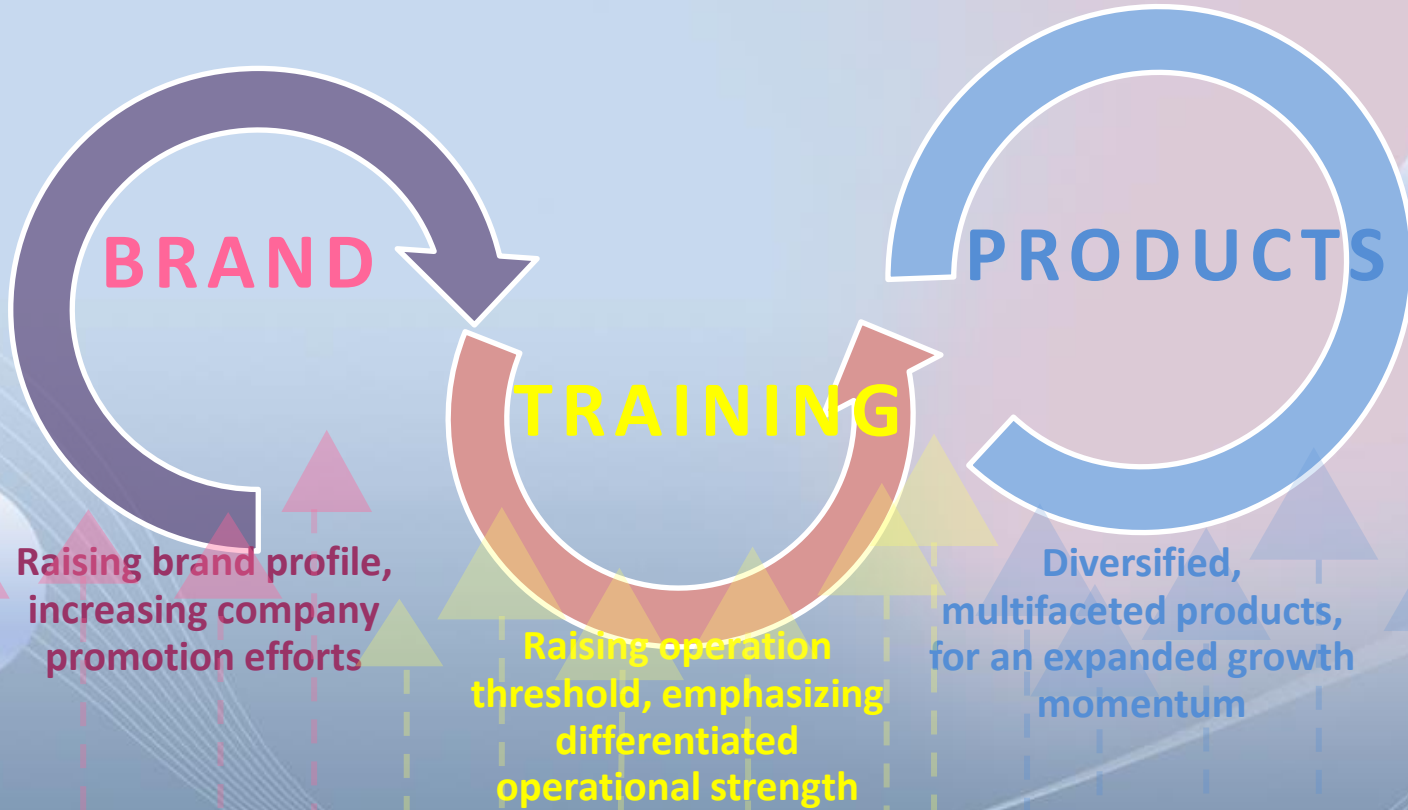 BRAND
Raising brand profile,
increasing company
promotion efforts
TRAINING
Raising operation
threshold, emphasizing
differentiated
operational strength
PRODUCTS
Diversified,
multifaceted products,
for an expanded growth
momentum